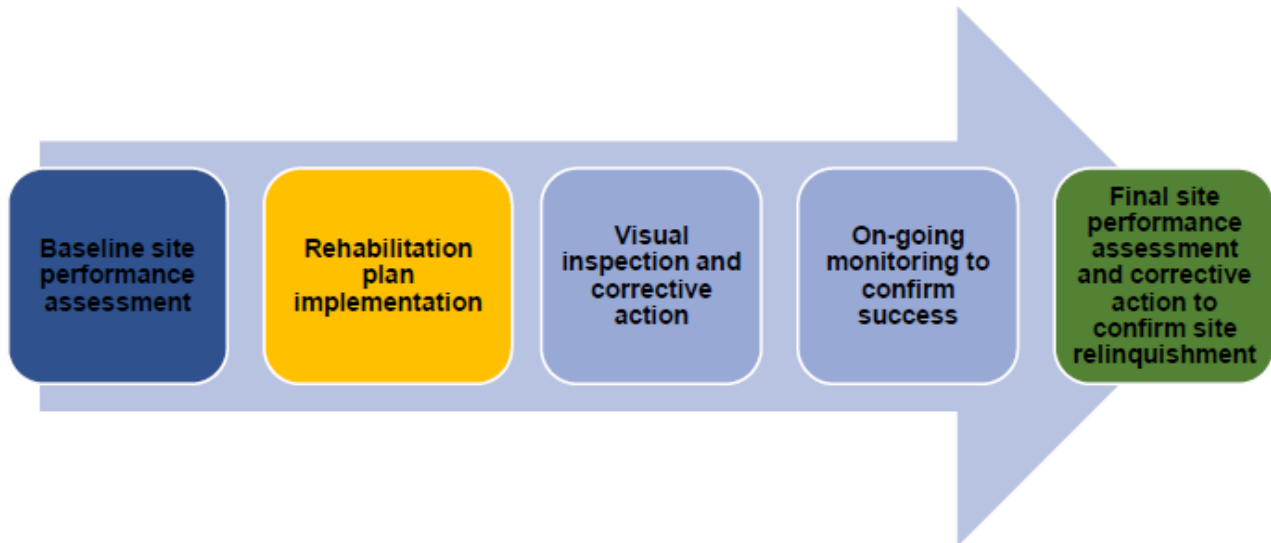 Baseline site
performance
assessment
Rehabilitation
plan
implementation
Visual
inspection and
corrective
action
On-going
monitoring to
confirm
success
Final site
performance
assessment
and corrective
action to
confirm site
relinquishment